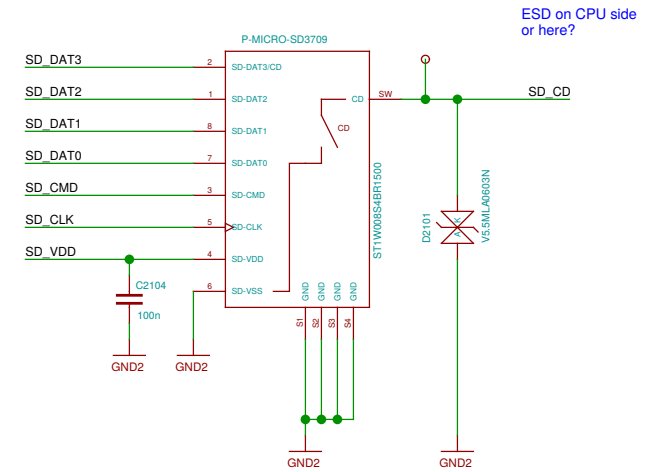 ESD on CPU side
or here?
P-MICRO-SD3709
SD_DAT3 2 SD-DAT3/CD
SD_DAT2 1 SD-DAT2 CD SW SD_CD
SD_DAT1 8 SD-DAT1 CD
SD_DAT0 7 SD-DAT0
SD_CMD 3 SD-CMD
SD_CLK 5 SD-CLK
SD_VDD 4 SD-VDD
6 SD-VSS
ST1W008S4BR1500
D2101
A K
V5.5MLA0603N
C2104
100n
GND GND GND GND
S1 S2 S3 S4
GND2 GND2
GND2 GND2